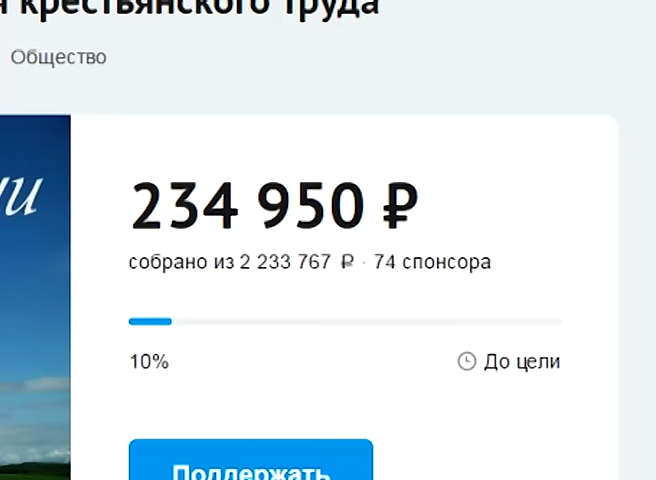 крестьянского труда
Общество
234 950 ₽
собрано из 2 233 767 ₽ · 74 спонсора
10%
До цели
Поддержать